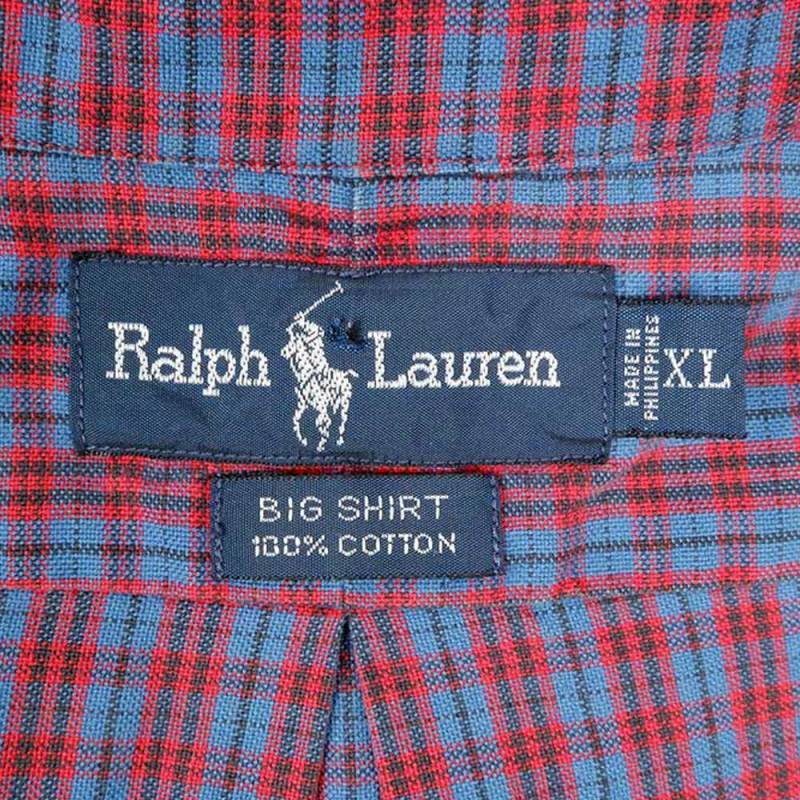 Ralph Lauren
MADE IN
PHILIPPINES
XL
BIG SHIRT
100% COTTON